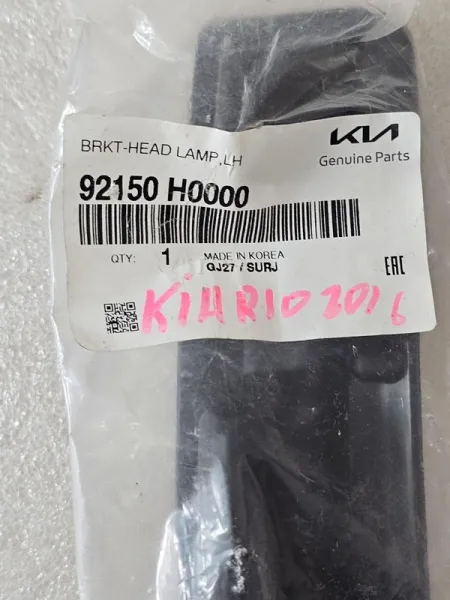 BRKT-HEAD LAMP,LH
KIA
Genuine Parts
92150 H0000
QTY: 1
MADE IN KOREA
GJ27 / SURJ
EAC
KiA RIO 2016